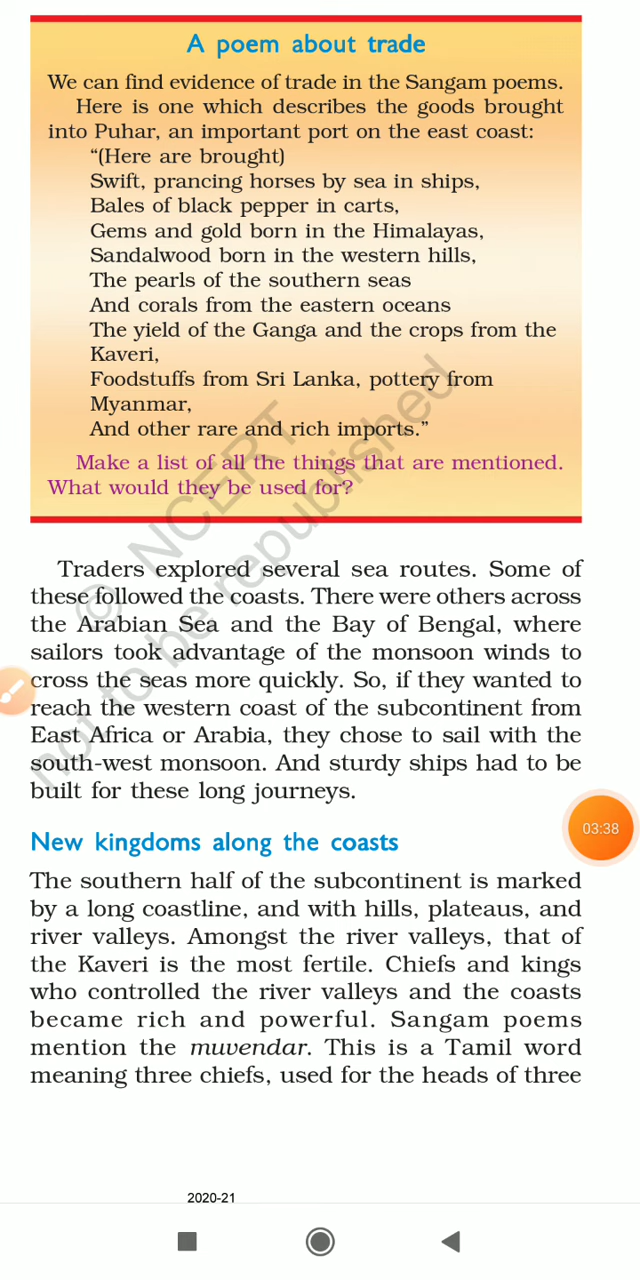 A poem about trade
We can find evidence of trade in the Sangam poems.
Here is one which describes the goods brought
into Puhar, an important port on the east coast:
“(Here are brought)
Swift, prancing horses by sea in ships,
Bales of black pepper in carts,
Gems and gold born in the Himalayas,
Sandalwood born in the western hills,
The pearls of the southern seas
And corals from the eastern oceans
The yield of the Ganga and the crops from the
Kaveri,
Foodstuffs from Sri Lanka, pottery from
Myanmar,
And other rare and rich imports.”
Make a list of all the things that are mentioned.
What would they be used for?
© NCERT
not to be republished
Traders explored several sea routes. Some of
these followed the coasts. There were others across
the Arabian Sea and the Bay of Bengal, where
sailors took advantage of the monsoon winds to
cross the seas more quickly. So, if they wanted to
reach the western coast of the subcontinent from
East Africa or Arabia, they chose to sail with the
south-west monsoon. And sturdy ships had to be
built for these long journeys.
03:38
New kingdoms along the coasts
The southern half of the subcontinent is marked
by a long coastline, and with hills, plateaus, and
river valleys. Amongst the river valleys, that of
the Kaveri is the most fertile. Chiefs and kings
who controlled the river valleys and the coasts
became rich and powerful. Sangam poems
mention the muvendar. This is a Tamil word
meaning three chiefs, used for the heads of three
2020-21